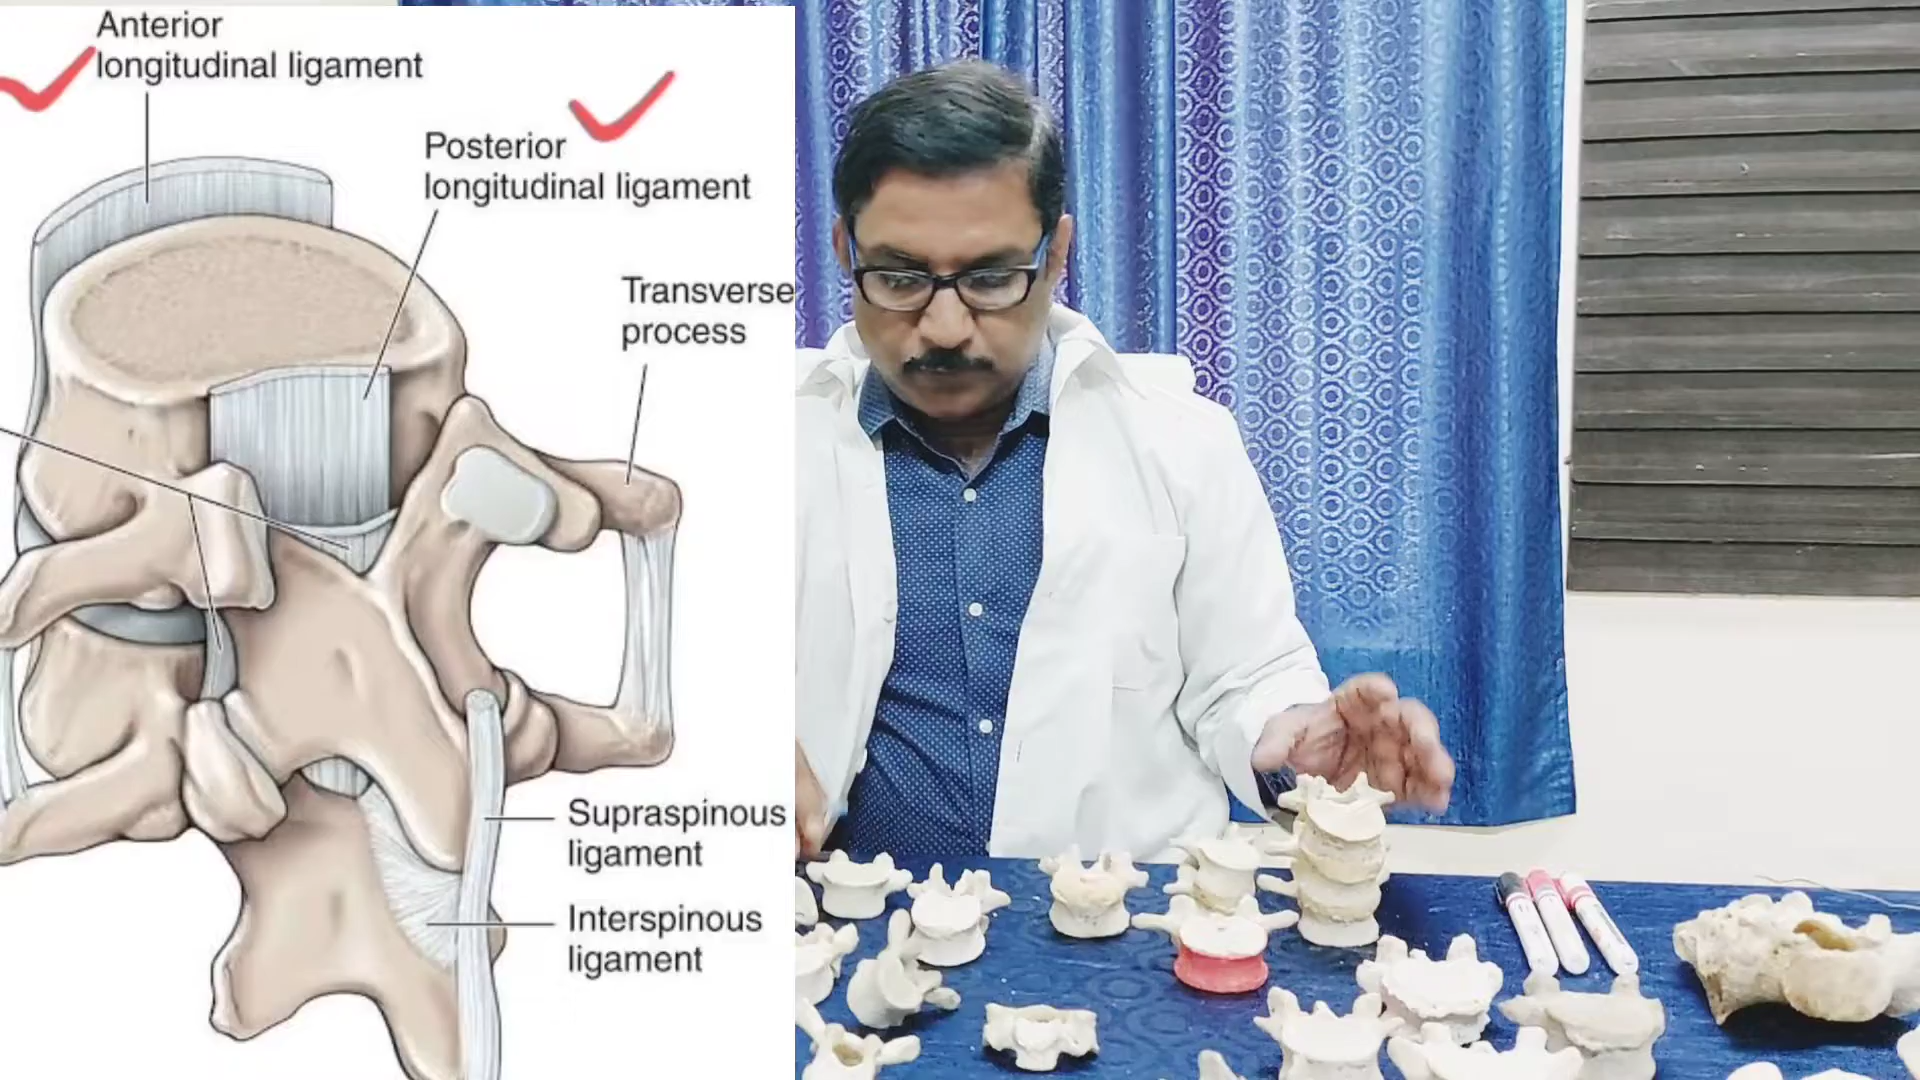 Anterior
longitudinal ligament
Posterior
longitudinal ligament
Transverse
process
Supraspinous
ligament
Interspinous
ligament